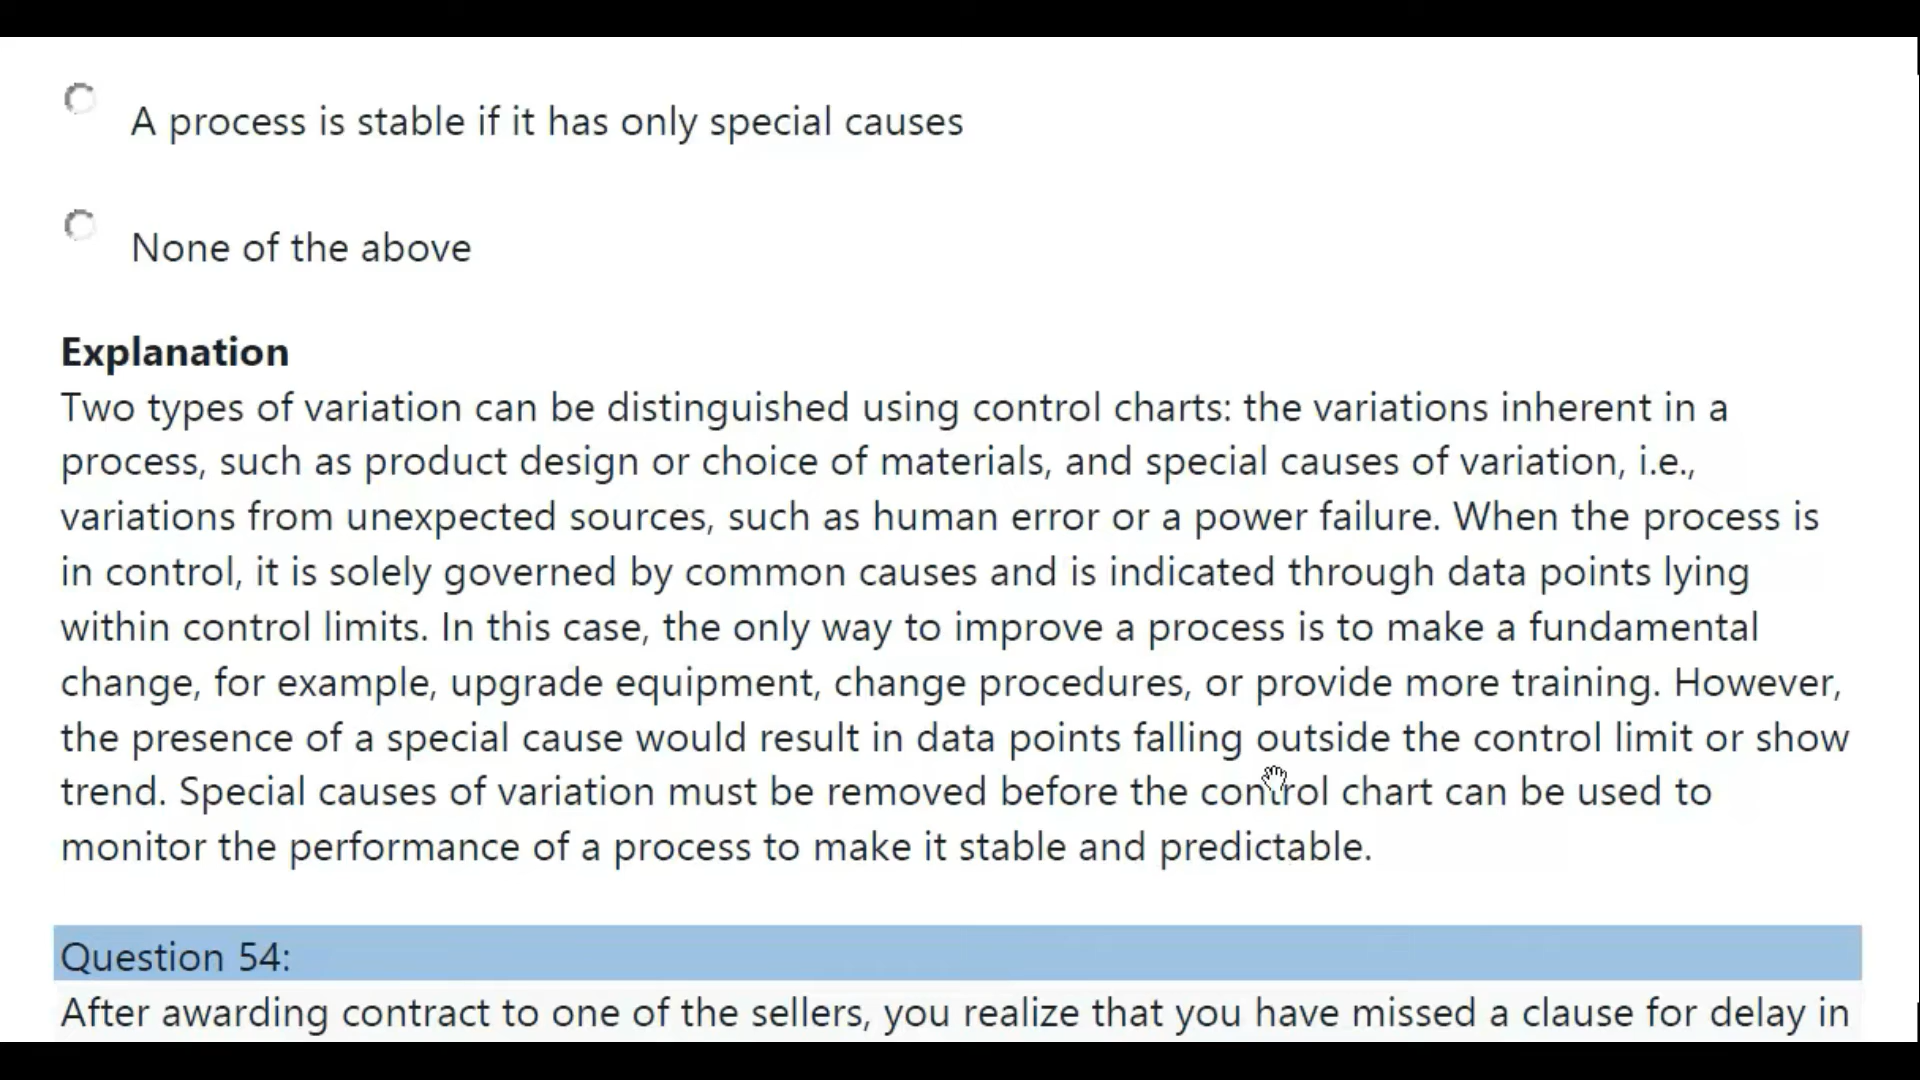 A process is stable if it has only special causes
None of the above
Explanation
Two types of variation can be distinguished using control charts: the variations inherent in a
process, such as product design or choice of materials, and special causes of variation, i.e.,
variations from unexpected sources, such as human error or a power failure. When the process is
in control, it is solely governed by common causes and is indicated through data points lying
within control limits. In this case, the only way to improve a process is to make a fundamental
change, for example, upgrade equipment, change procedures, or provide more training. However,
the presence of a special cause would result in data points falling outside the control limit or show
trend. Special causes of variation must be removed before the control chart can be used to
monitor the performance of a process to make it stable and predictable.
Question 54:
After awarding contract to one of the sellers, you realize that you have missed a clause for delay in